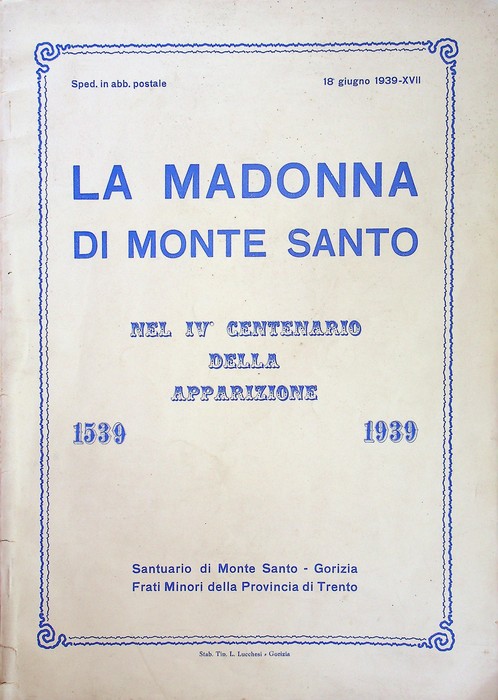 Sped. in abb. postale 18 giugno 1939-XVII
LA MADONNA
DI MONTE SANTO
NEL IV° CENTENARIO
DELLA
APPARIZIONE
1539 1939
Santuario di Monte Santo - Gorizia
Frati Minori della Provincia di Trento
Stab. Tip. L. Lucchesi - Gorizia